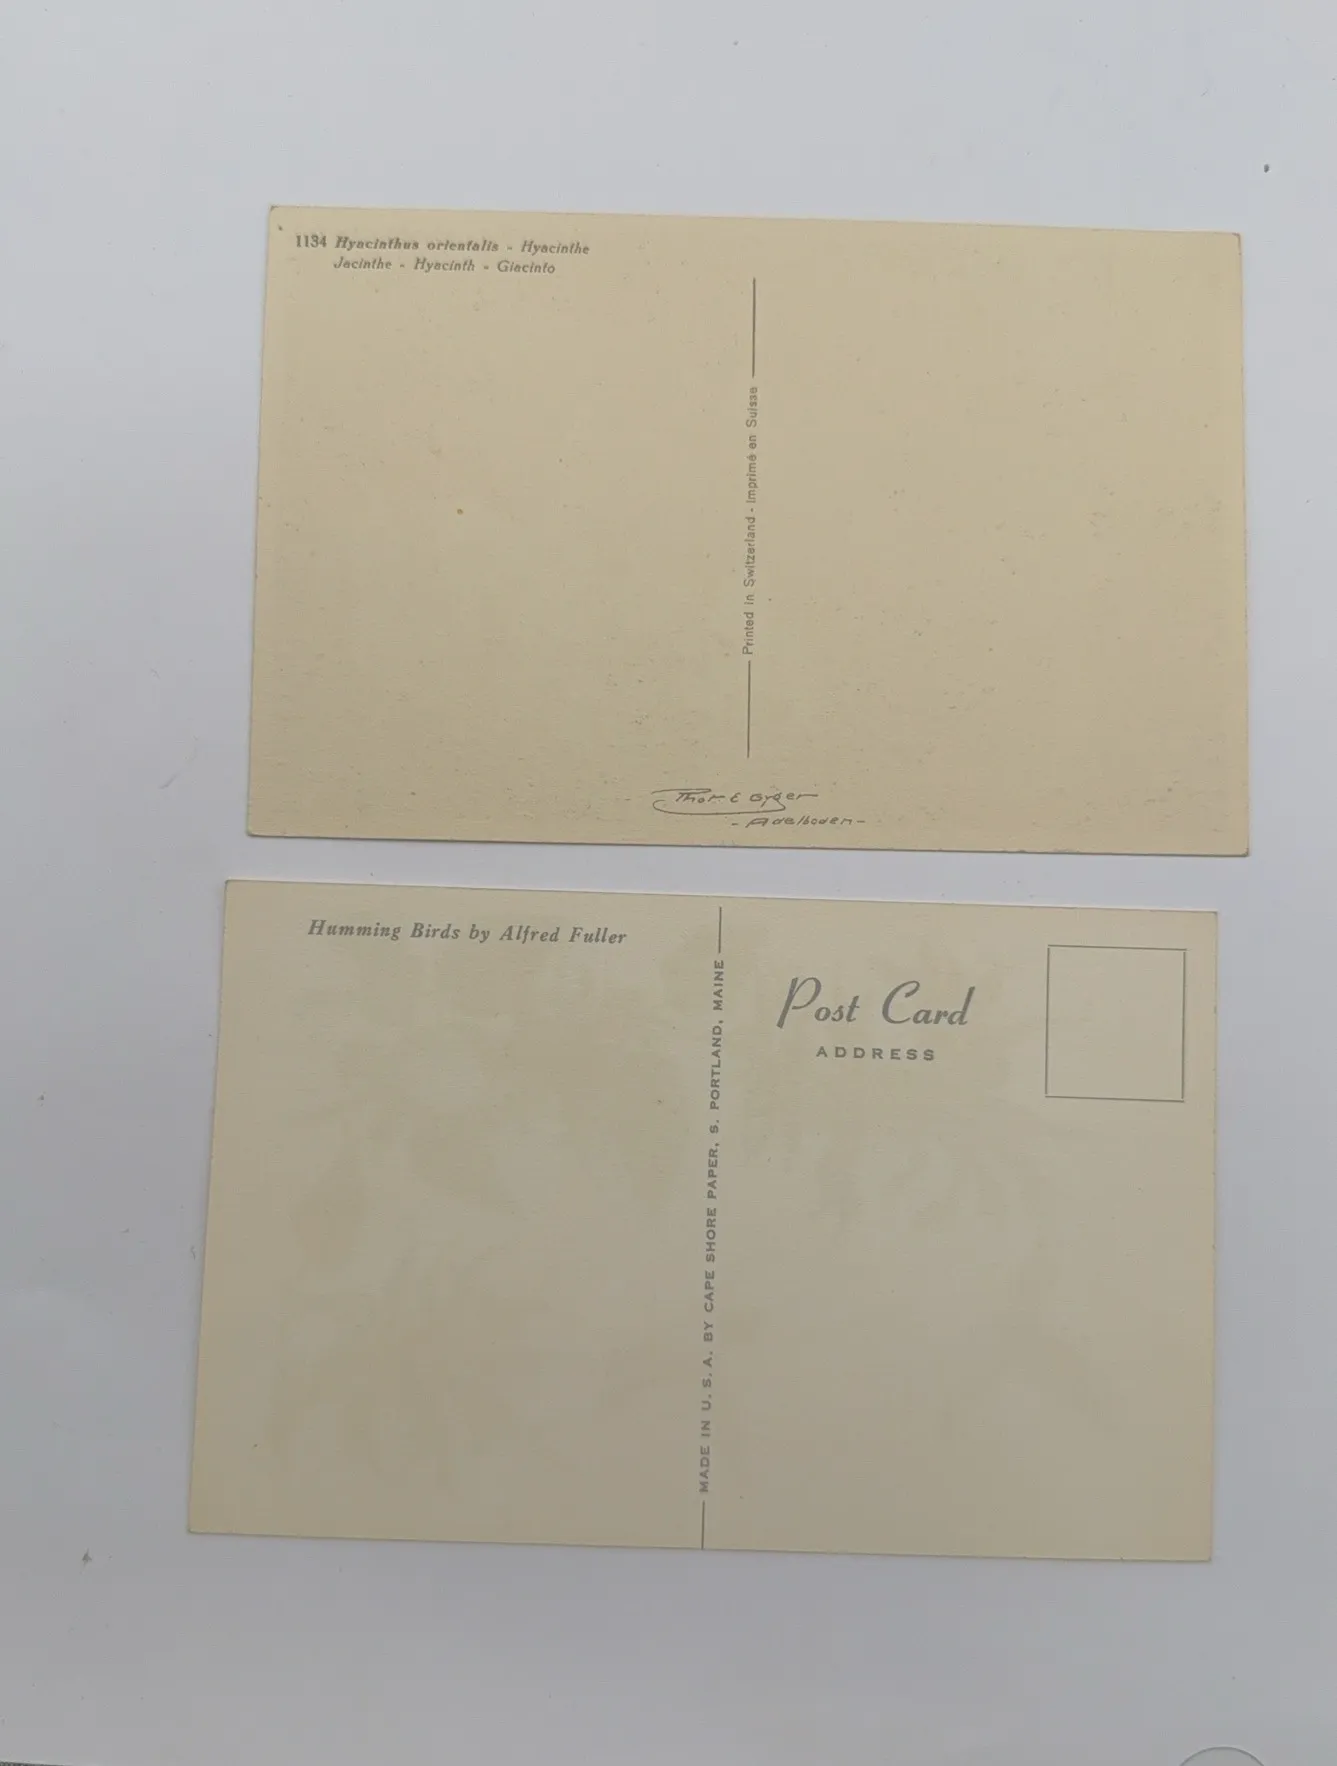 1134 Hyacinthus orientalis - Hyacinthe
Jacinthe - Hyacinth - Giacinto
Printed in Switzerland - Imprimé en Suisse
Phot. E Gyger
- Adelboden -
Humming Birds by Alfred Fuller
MADE IN U. S. A. BY CAPE SHORE PAPER, S. PORTLAND, MAINE
Post Card
ADDRESS